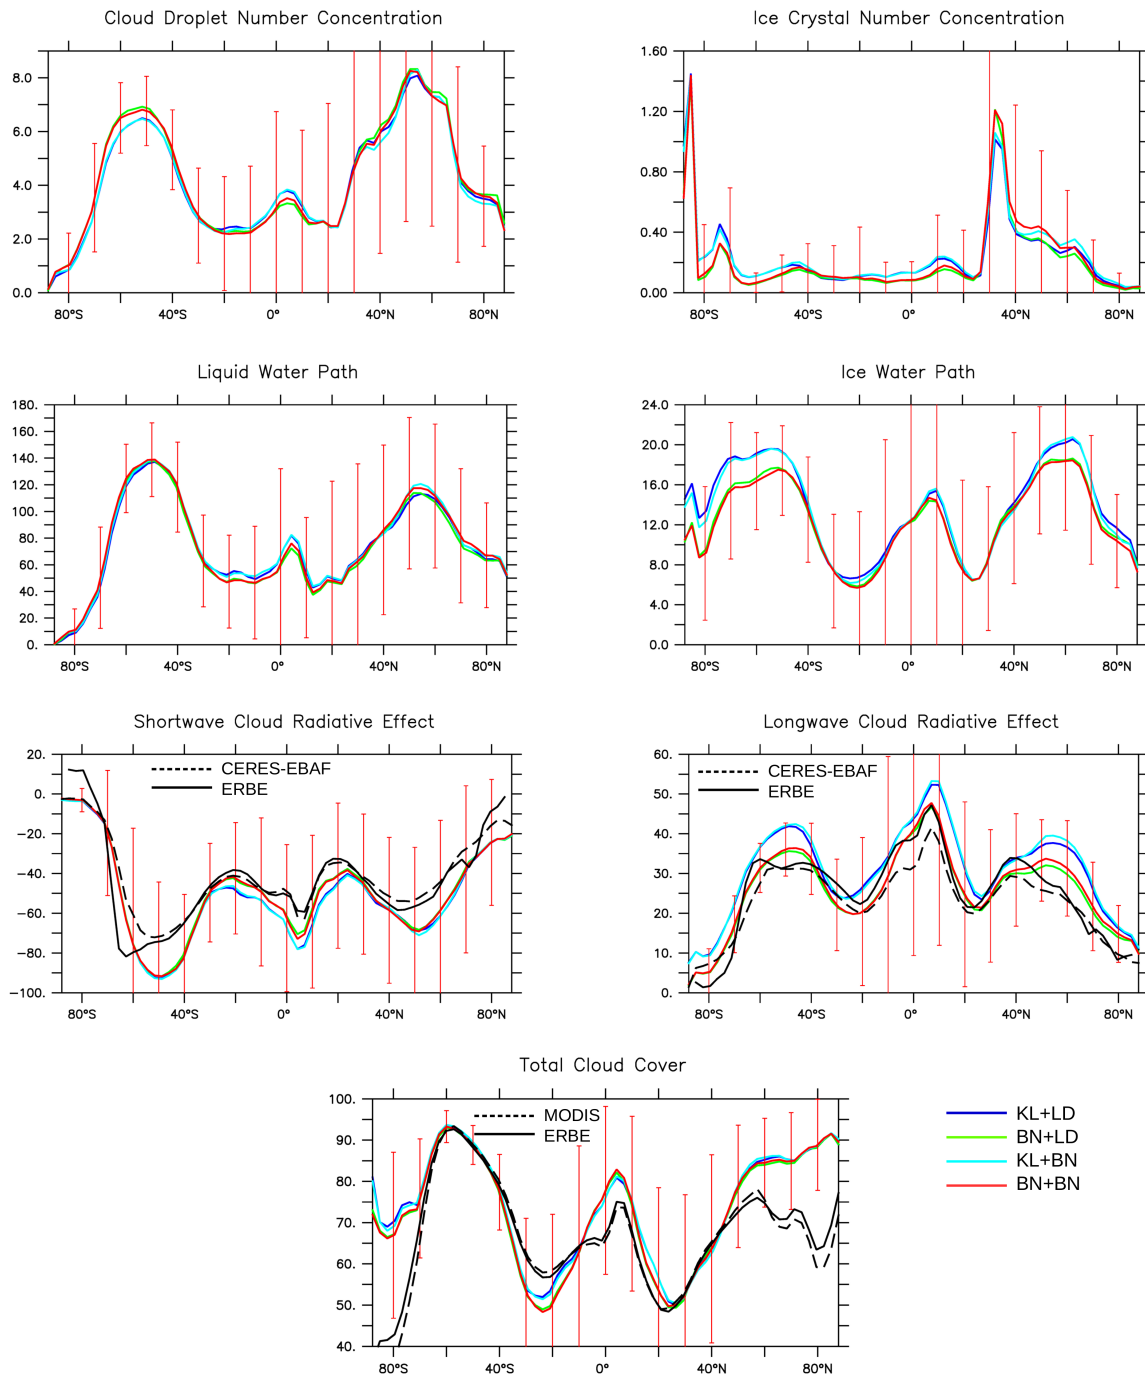 Cloud Droplet Number Concentration
8.0
6.0
4.0
2.0
0.0
80°S 40°S 0° 40°N 80°N
Ice Crystal Number Concentration
1.60
1.20
0.80
0.40
0.00
80°S 40°S 0° 40°N 80°N
Liquid Water Path
180.
160.
140.
120.
100.
80.
60.
40.
20.
0.
80°S 40°S 0° 40°N 80°N
Ice Water Path
24.0
20.0
16.0
12.0
8.0
4.0
0.0
80°S 40°S 0° 40°N 80°N
Shortwave Cloud Radiative Effect
20.
0.
−20.
−40.
−60.
−80.
−100.
CERES-EBAF
ERBE
80°S 40°S 0° 40°N 80°N
Longwave Cloud Radiative Effect
60.
50.
40.
30.
20.
10.
0.
CERES-EBAF
ERBE
80°S 40°S 0° 40°N 80°N
Total Cloud Cover
100.
90.
80.
70.
60.
50.
40.
MODIS
ERBE
80°S 40°S 0° 40°N 80°N
KL+LD
BN+LD
KL+BN
BN+BN